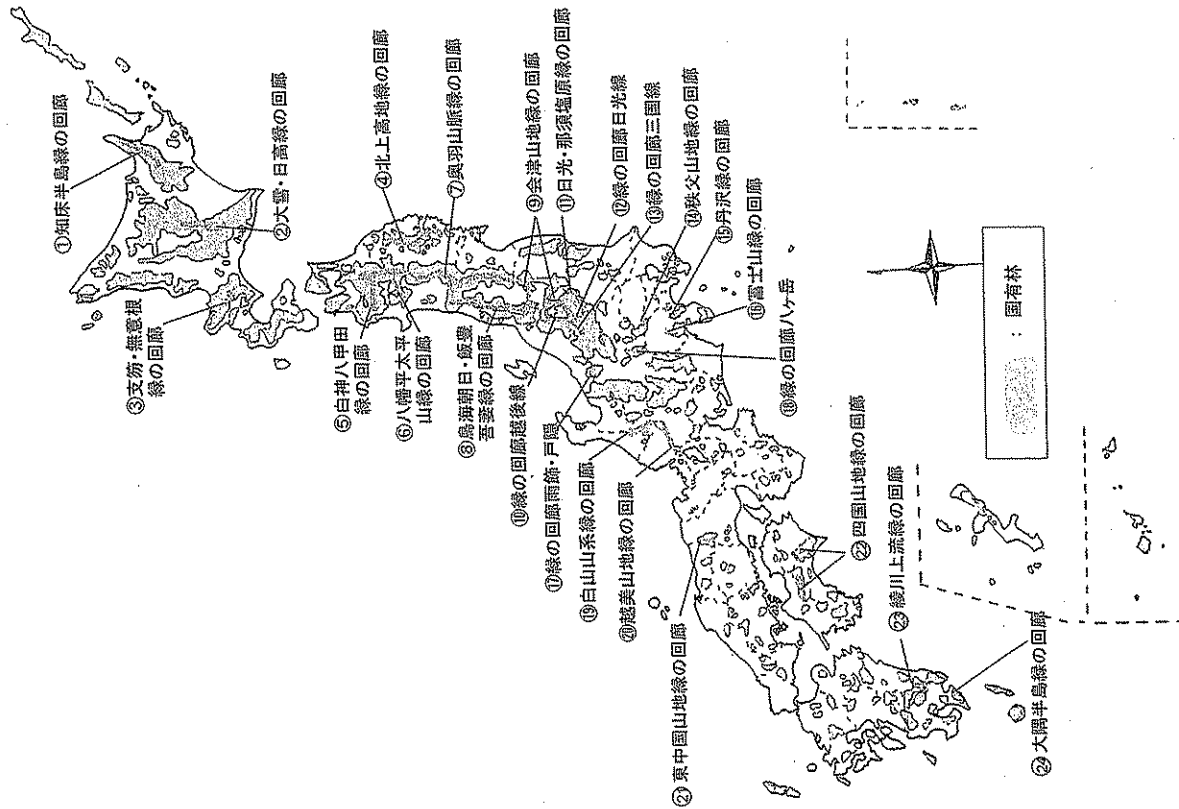 ①知床半島緑の回廊
②大雪・日高緑の回廊
③支笏・無意根
緑の回廊
④北上高地緑の回廊
⑤白神八甲田
緑の回廊
⑥八幡平太平
山緑の回廊
⑦奥羽山脈緑の回廊
⑧鳥海朝日・飯豊
吾妻緑の回廊
⑨会津山地緑の回廊
⑩緑の回廊越後線
⑪日光・那須塩原緑の回廊
⑫緑の回廊日光線
⑬緑の回廊三国線
⑭秩父山地緑の回廊
⑮丹沢緑の回廊
⑯富士山緑の回廊
⑰緑の回廊雨飾・戸隠
⑱緑の回廊八ヶ岳
⑲白山山系緑の回廊
⑳越美山地緑の回廊
㉑東中国山地緑の回廊
㉒四国山地緑の回廊
㉓綾川上流緑の回廊
㉔大隅半島緑の回廊
：国有林